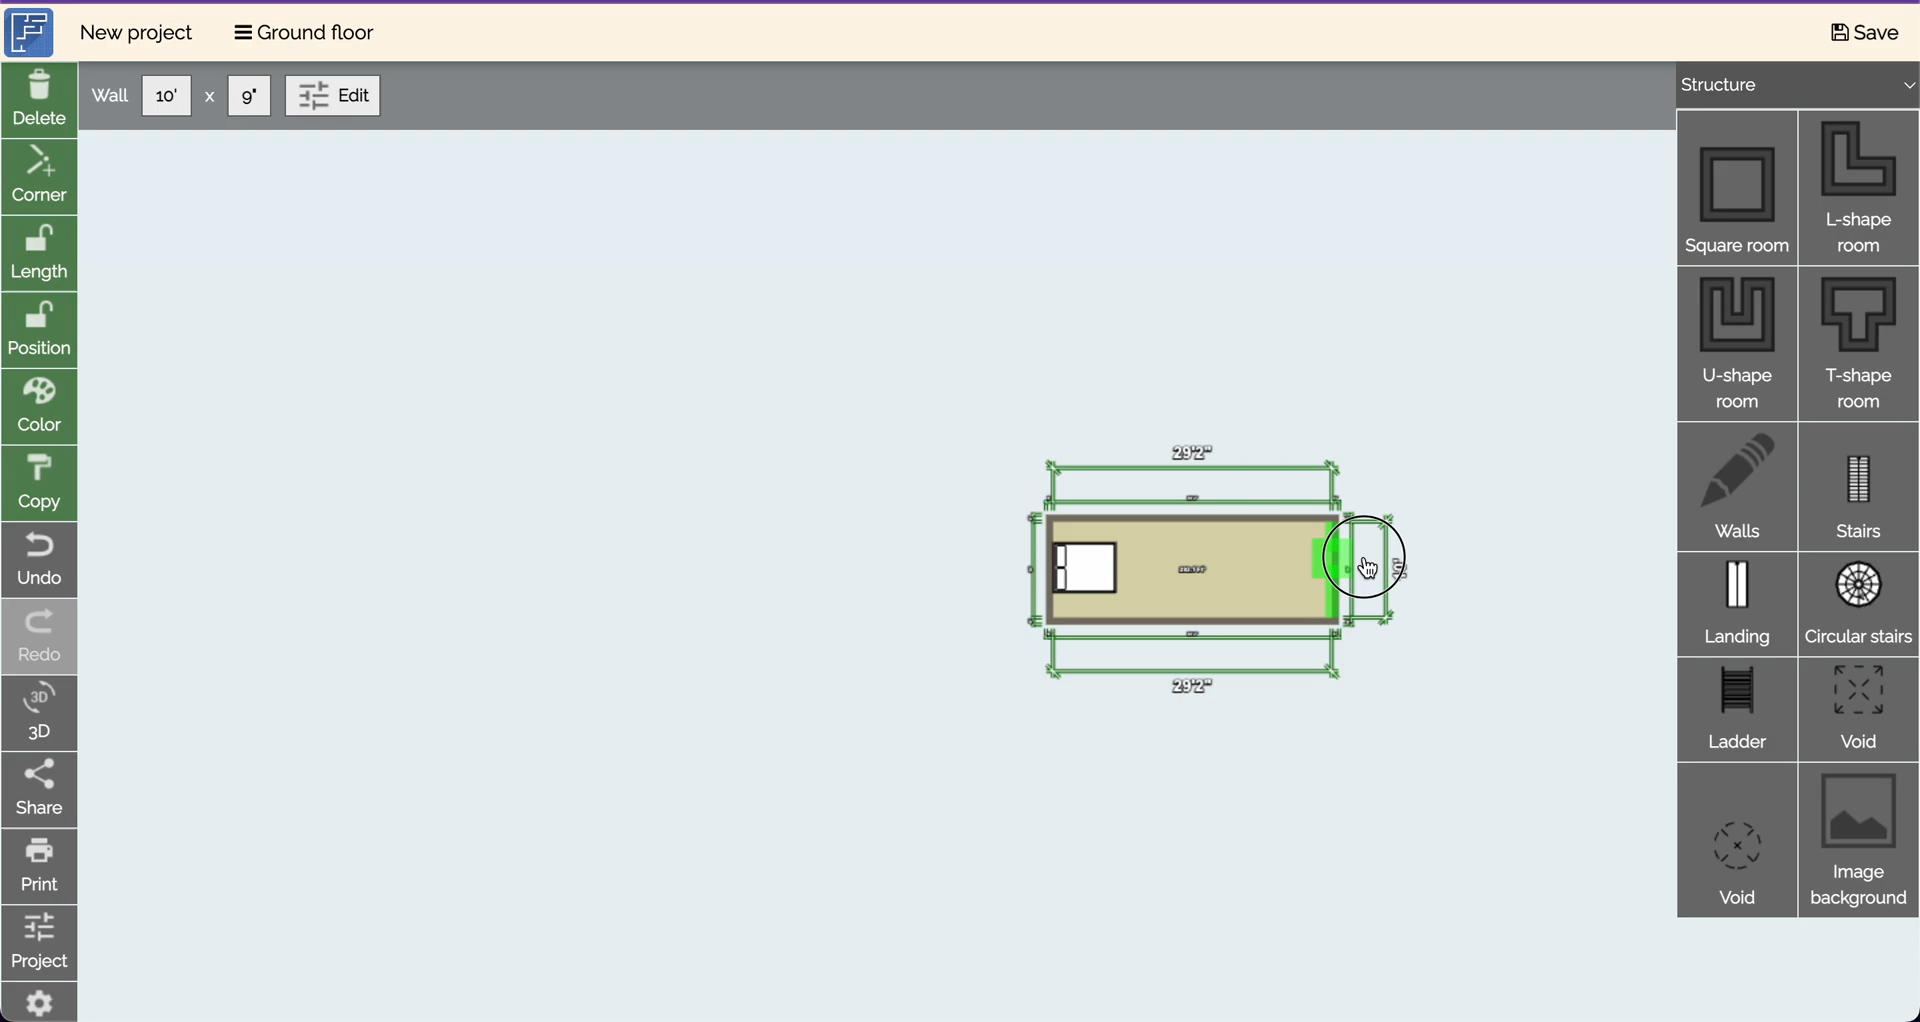 New project
Ground floor
Save
Delete
Wall 10' x 9" Edit
Structure
Corner
Length
Position
Color
Copy
Undo
Redo
3D
3D
Share
Print
Project
29'2"
29'2"
Square room
L-shape
room
U-shape
room
T-shape
room
Walls
Stairs
Landing
Circular stairs
Ladder
Void
Void
Image
background